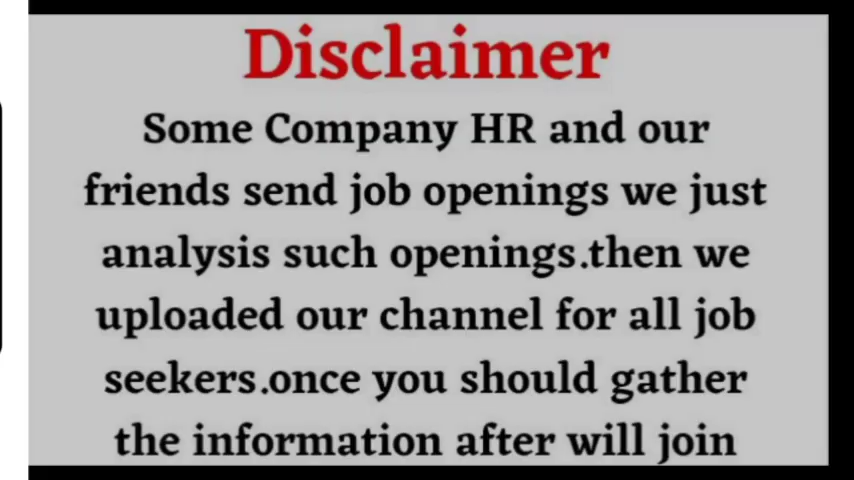 Disclaimer
Some Company HR and our
friends send job openings we just
analysis such openings.then we
uploaded our channel for all job
seekers.once you should gather
the information after will join